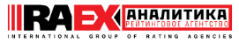 RAEX АНАЛИТИКА
РЕЙТИНГОВОЕ АГЕНТСТВО
INTERNATIONAL GROUP OF RATING AGENCIES